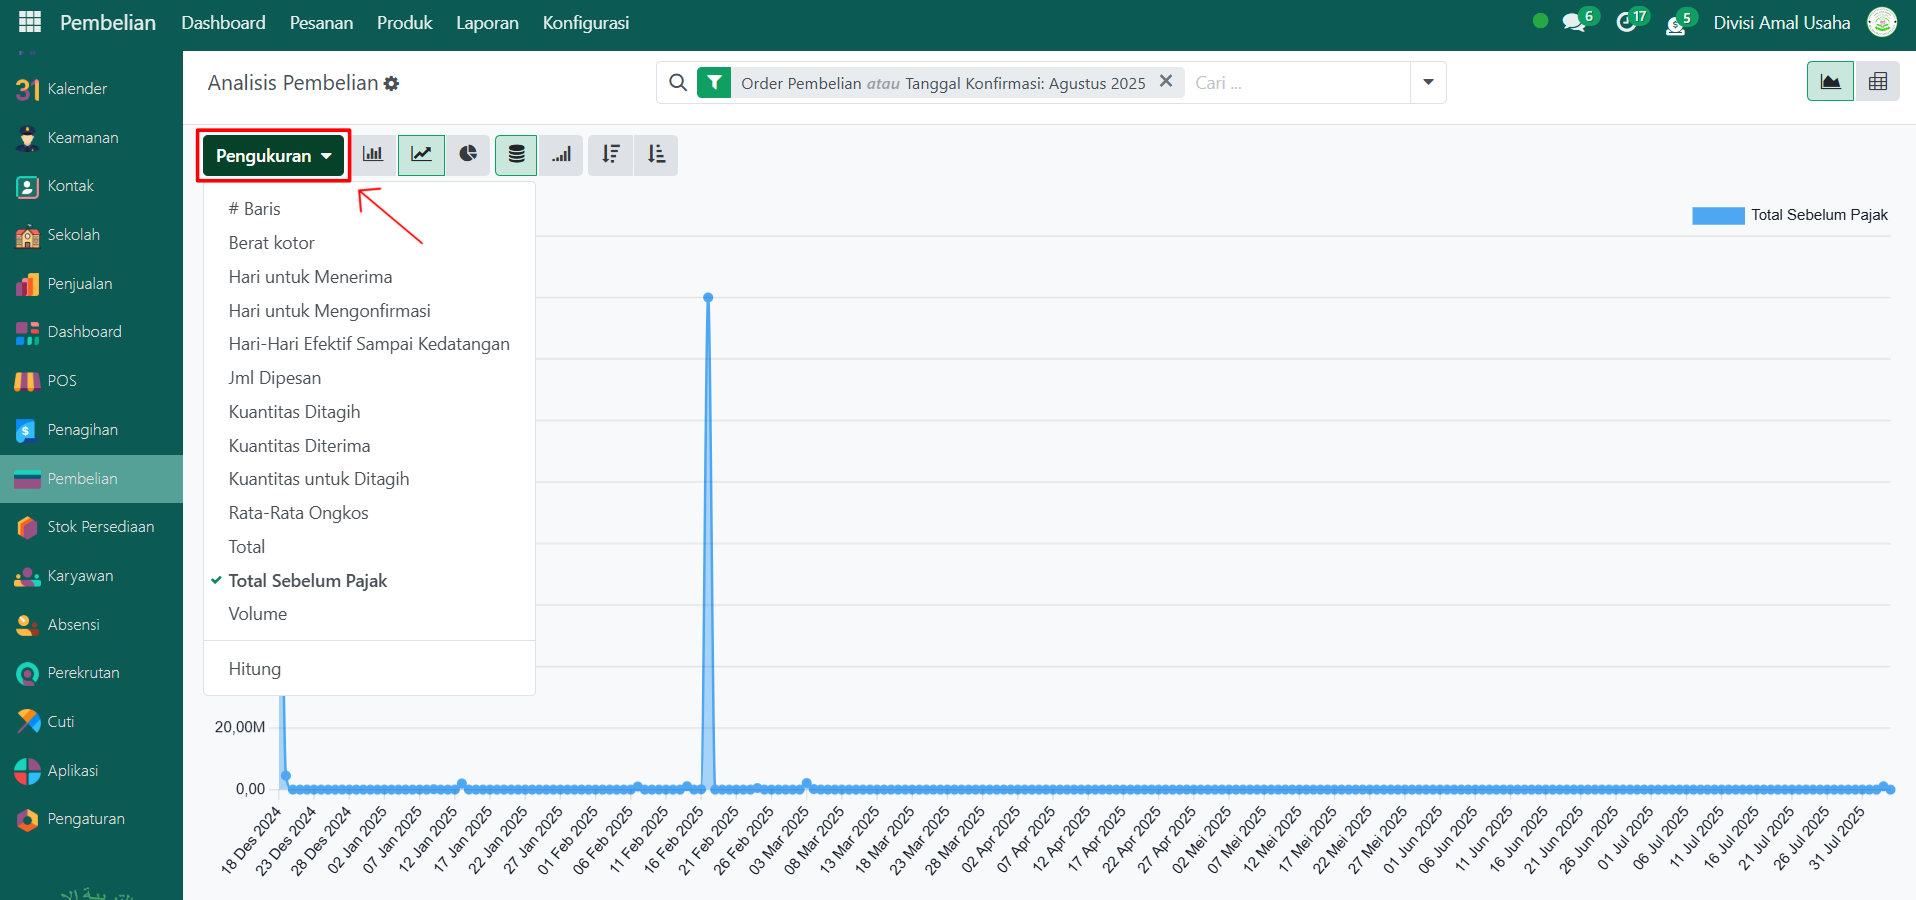 Pembelian Dashboard Pesanan Produk Laporan Konfigurasi 6 17 5 Divisi Amal Usaha
31 Kalender
Keamanan
Kontak
Sekolah
Penjualan
Dashboard
POS
Penagihan
Pembelian
Stok Persediaan
Karyawan
Absensi
Perekrutan
Cuti
Aplikasi
Pengaturan
Analisis Pembelian
Order Pembelian atau Tanggal Konfirmasi: Agustus 2025 Cari ...
Pengukuran
# Baris
Berat kotor
Hari untuk Menerima
Hari untuk Mengonfirmasi
Hari-Hari Efektif Sampai Kedatangan
Jml Dipesan
Kuantitas Ditagih
Kuantitas Diterima
Kuantitas untuk Ditagih
Rata-Rata Ongkos
Total
Total Sebelum Pajak
Volume
Hitung
Total Sebelum Pajak
20,00M
0,00
18 Des 2024
23 Des 2024
28 Des 2024
02 Jan 2025
07 Jan 2025
12 Jan 2025
17 Jan 2025
22 Jan 2025
27 Jan 2025
01 Feb 2025
06 Feb 2025
11 Feb 2025
16 Feb 2025
21 Feb 2025
26 Feb 2025
03 Mar 2025
08 Mar 2025
13 Mar 2025
18 Mar 2025
23 Mar 2025
28 Mar 2025
02 Apr 2025
07 Apr 2025
12 Apr 2025
17 Apr 2025
22 Apr 2025
27 Apr 2025
02 Mei 2025
07 Mei 2025
12 Mei 2025
17 Mei 2025
22 Mei 2025
27 Mei 2025
01 Jun 2025
06 Jun 2025
11 Jun 2025
16 Jun 2025
21 Jun 2025
26 Jun 2025
01 Jul 2025
06 Jul 2025
11 Jul 2025
16 Jul 2025
21 Jul 2025
26 Jul 2025
31 Jul 2025